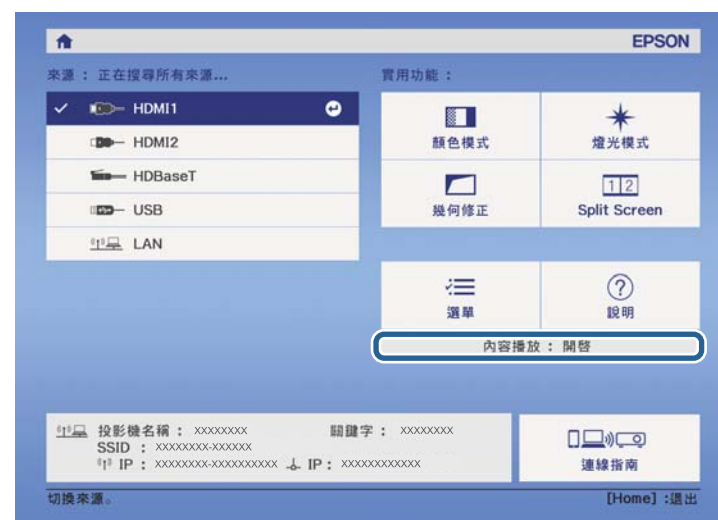 EPSON
來源 : 正在搜尋所有來源...
HDMI1
HDMI2
HDBaseT
USB
LAN
實用功能 :
顏色模式
燈光模式
幾何修正
1 2
Split Screen
選單
?
說明
內容播放 : 開啓
投影機名稱 : xxxxxxxx 關鍵字 : xxxxxxxx
SSID : xxxxxxxx-xxxxxx
IP : xxxxxxxx-xxxxxxxxxx IP : xxxxxxxxxxxx
連線指南
切換來源。
[Home] :退出